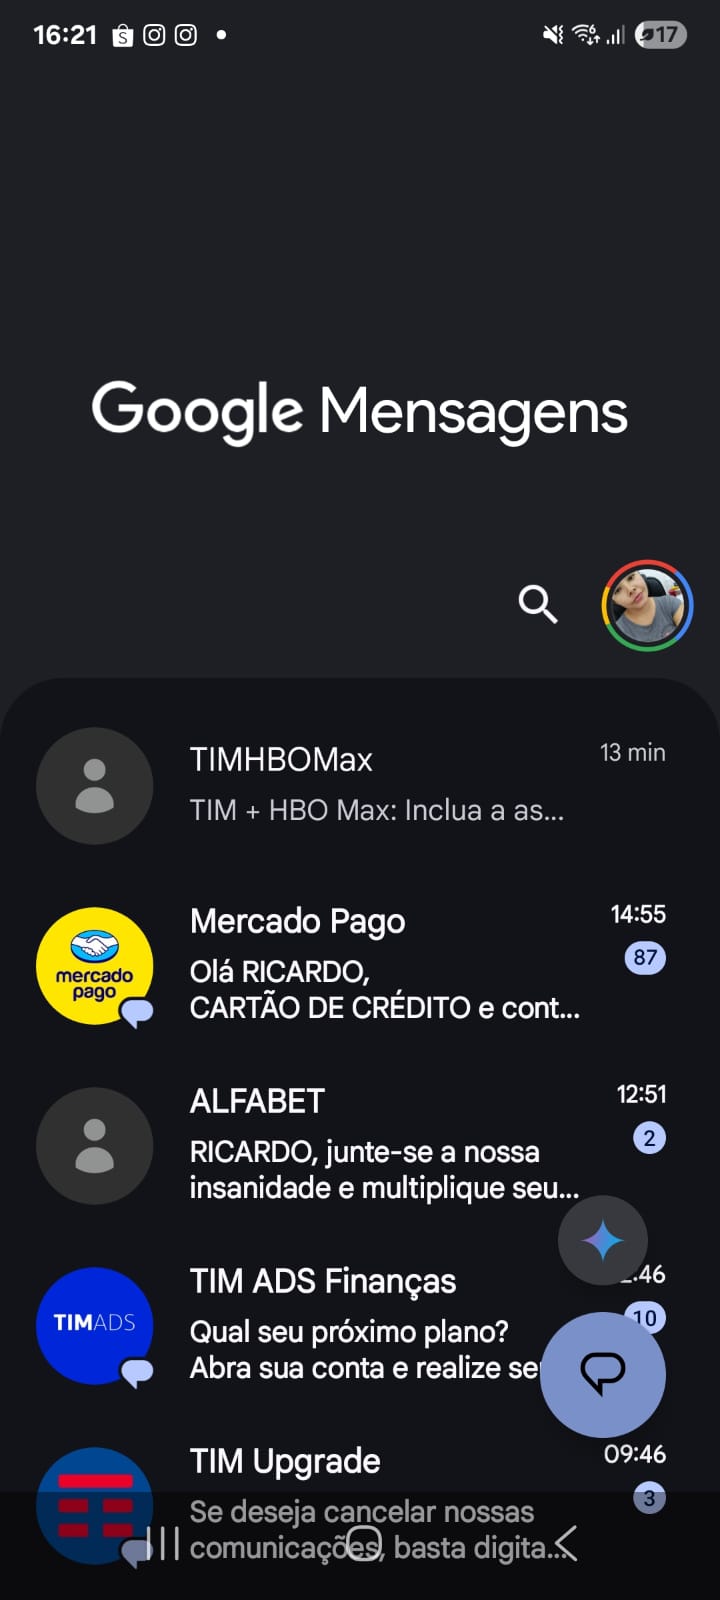 16:21
17
Google Mensagens
TIMHBOMax
13 min
TIM + HBO Max: Inclua a as...
mercado
pago
Mercado Pago
14:55
87
Olá RICARDO,
CARTÃO DE CRÉDITO e cont...
ALFABET
12:51
2
RICARDO, junte-se a nossa
insanidade e multiplique seu...
TIMADS
TIM ADS Finanças
:46
10
Qual seu próximo plano?
Abra sua conta e realize se
TIM Upgrade
09:46
3
Se deseja cancelar nossas
comunicações, basta digita...